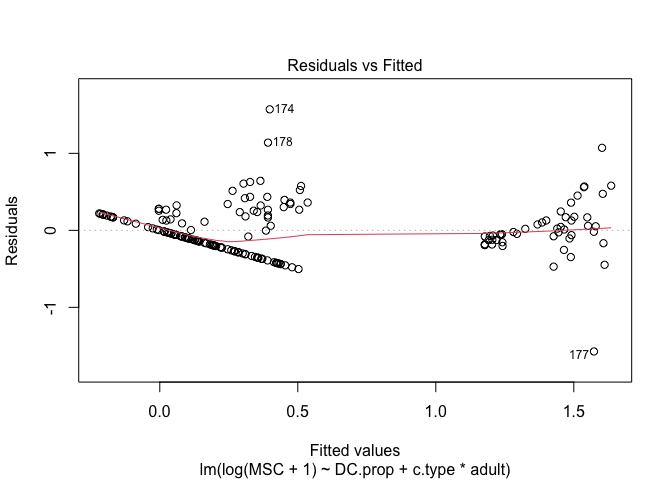 Residuals vs Fitted
174
178
177
1
0
-1
Residuals
0.0 0.5 1.0 1.5
Fitted values
lm(log(MSC + 1) ~ DC.prop + c.type * adult)